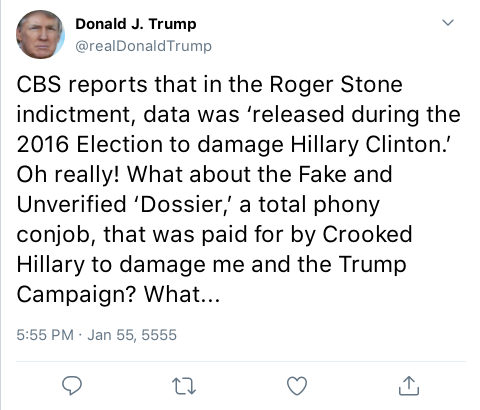 Donald J. Trump
@realDonaldTrump
CBS reports that in the Roger Stone
indictment, data was ‘released during the
2016 Election to damage Hillary Clinton.’
Oh really! What about the Fake and
Unverified ‘Dossier,’ a total phony
conjob, that was paid for by Crooked
Hillary to damage me and the Trump
Campaign? What...
5:55 PM · Jan 55, 5555